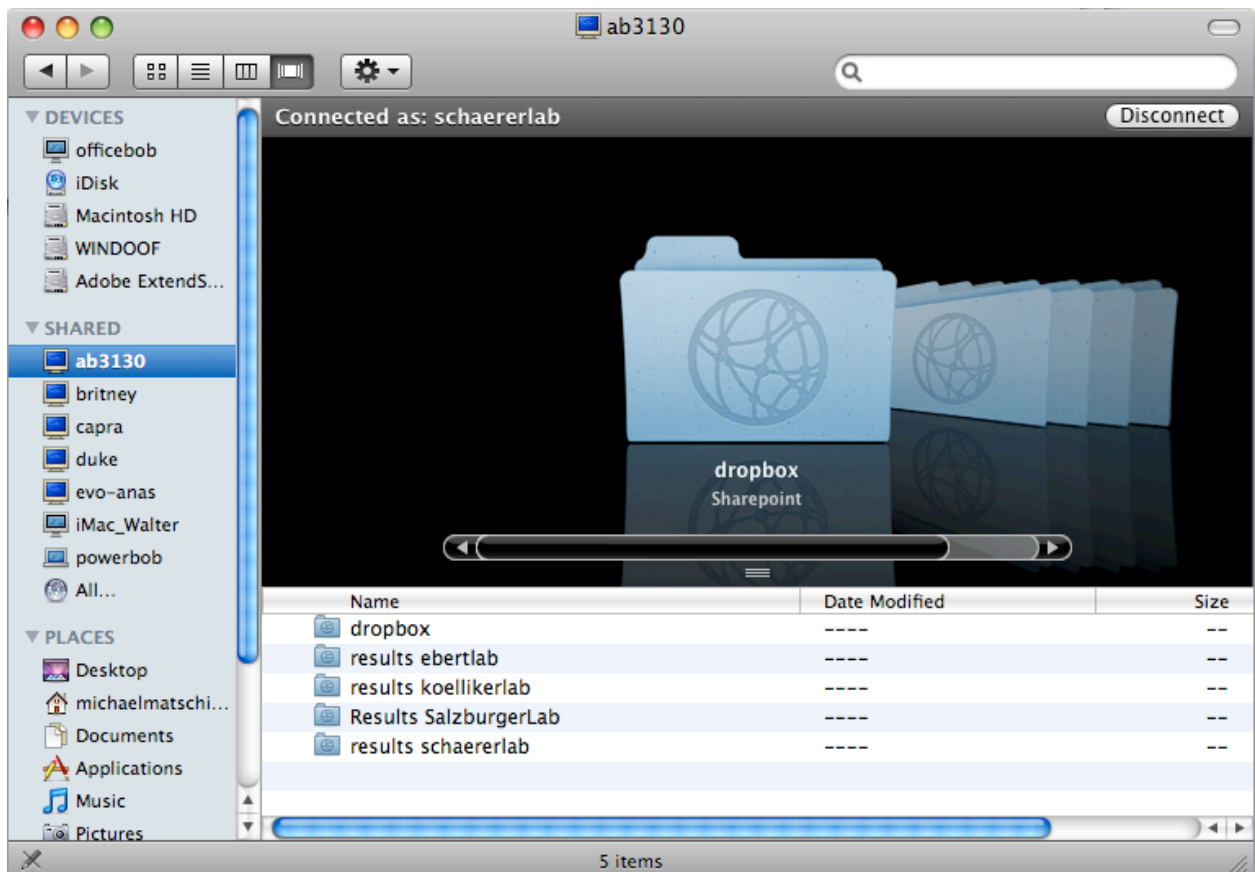 ab3130
DEVICES
officebob
iDisk
Macintosh HD
WINDOOF
Adobe ExtendS...
SHARED
ab3130
britney
capra
duke
evo-anas
iMac_Walter
powerbob
All...
PLACES
Desktop
michaelmatschi...
Documents
Applications
Music
Pictures
Connected as: schaererlab
Disconnect
dropbox
Sharepoint
Name Date Modified Size
dropbox ---- --
results ebertlab ---- --
results koellikerlab ---- --
Results SalzburgerLab ---- --
results schaererlab ---- --
5 items